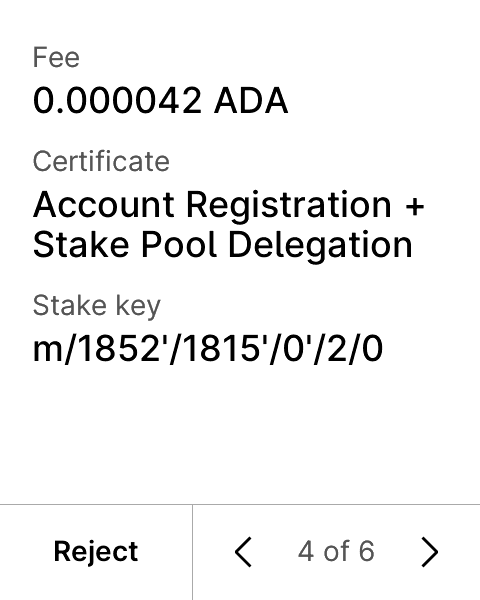 Fee
0.000042 ADA
Certificate
Account Registration +
Stake Pool Delegation
Stake key
m/1852'/1815'/0'/2/0
Reject
4 of 6